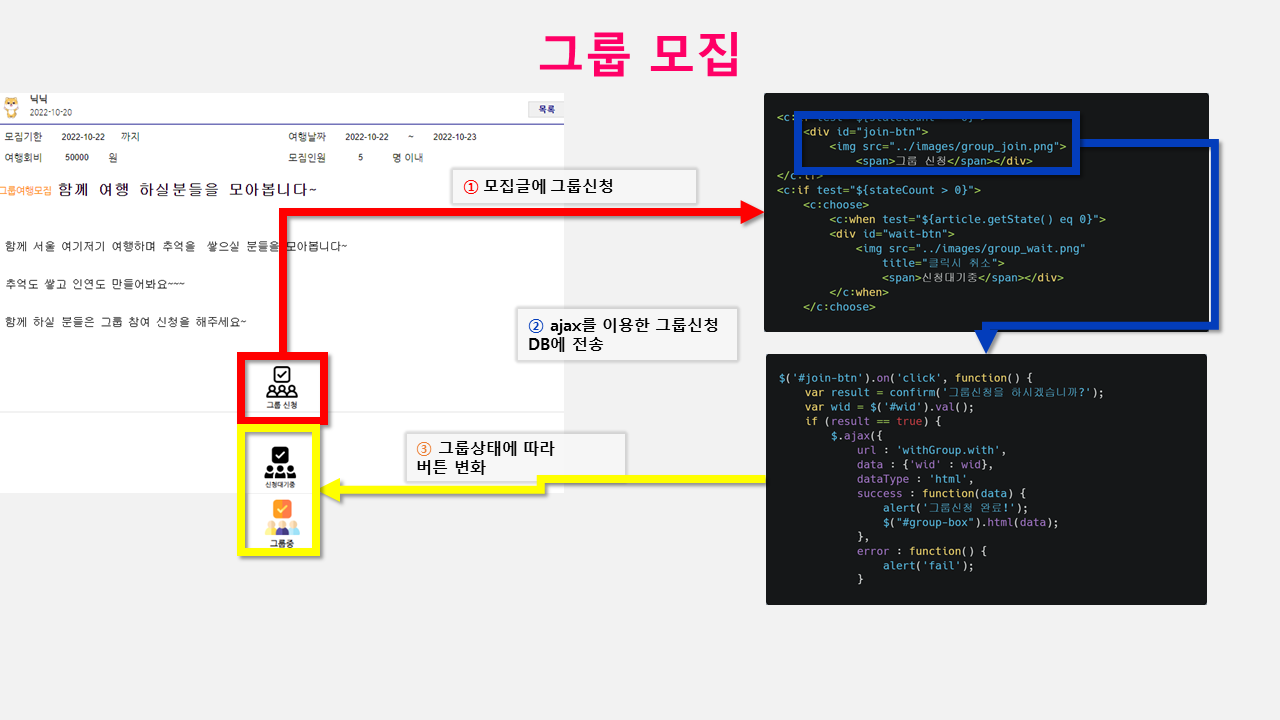 그룹 모집
닉닉
2022-10-20
목록
모집기한 2022-10-22 까지 여행날짜 2022-10-22 ~ 2022-10-23
여행회비 50000 원 모집인원 5 명 이내
그룹여행모집 함께 여행 하실분들을 모아봅니다~
함께 서울 여기저기 여행하며 추억을 쌓으실 분들을 모아봅니다~
추억도 쌓고 인연도 만들어봐요~~~
함께 하실 분들은 그룹 참여 신청을 해주세요~
그룹 신청
신청대기중
그룹중
① 모집글에 그룹신청
② ajax를 이용한 그룹신청
DB에 전송
③ 그룹상태에 따라
버튼 변화
<div id="join-btn">
<img src="../images/group_join.png">
<span>그룹 신청</span></div>
</c:if>
<c:if test="${stateCount > 0}">
<c:choose>
<c:when test="${article.getState() eq 0}">
<div id="wait-btn">
<img src="../images/group_wait.png"
title="클릭시 취소">
<span>신청대기중</span></div>
</c:when>
</c:choose>
$('#join-btn').on('click', function() {
var result = confirm('그룹신청을 하시겠습니까?');
var wid = $('#wid').val();
if (result == true) {
$.ajax({
url : 'withGroup.with',
data : {'wid' : wid},
dataType : 'html',
success : function(data) {
alert('그룹신청 완료!');
$("#group-box").html(data);
},
error : function() {
alert('fail');
}